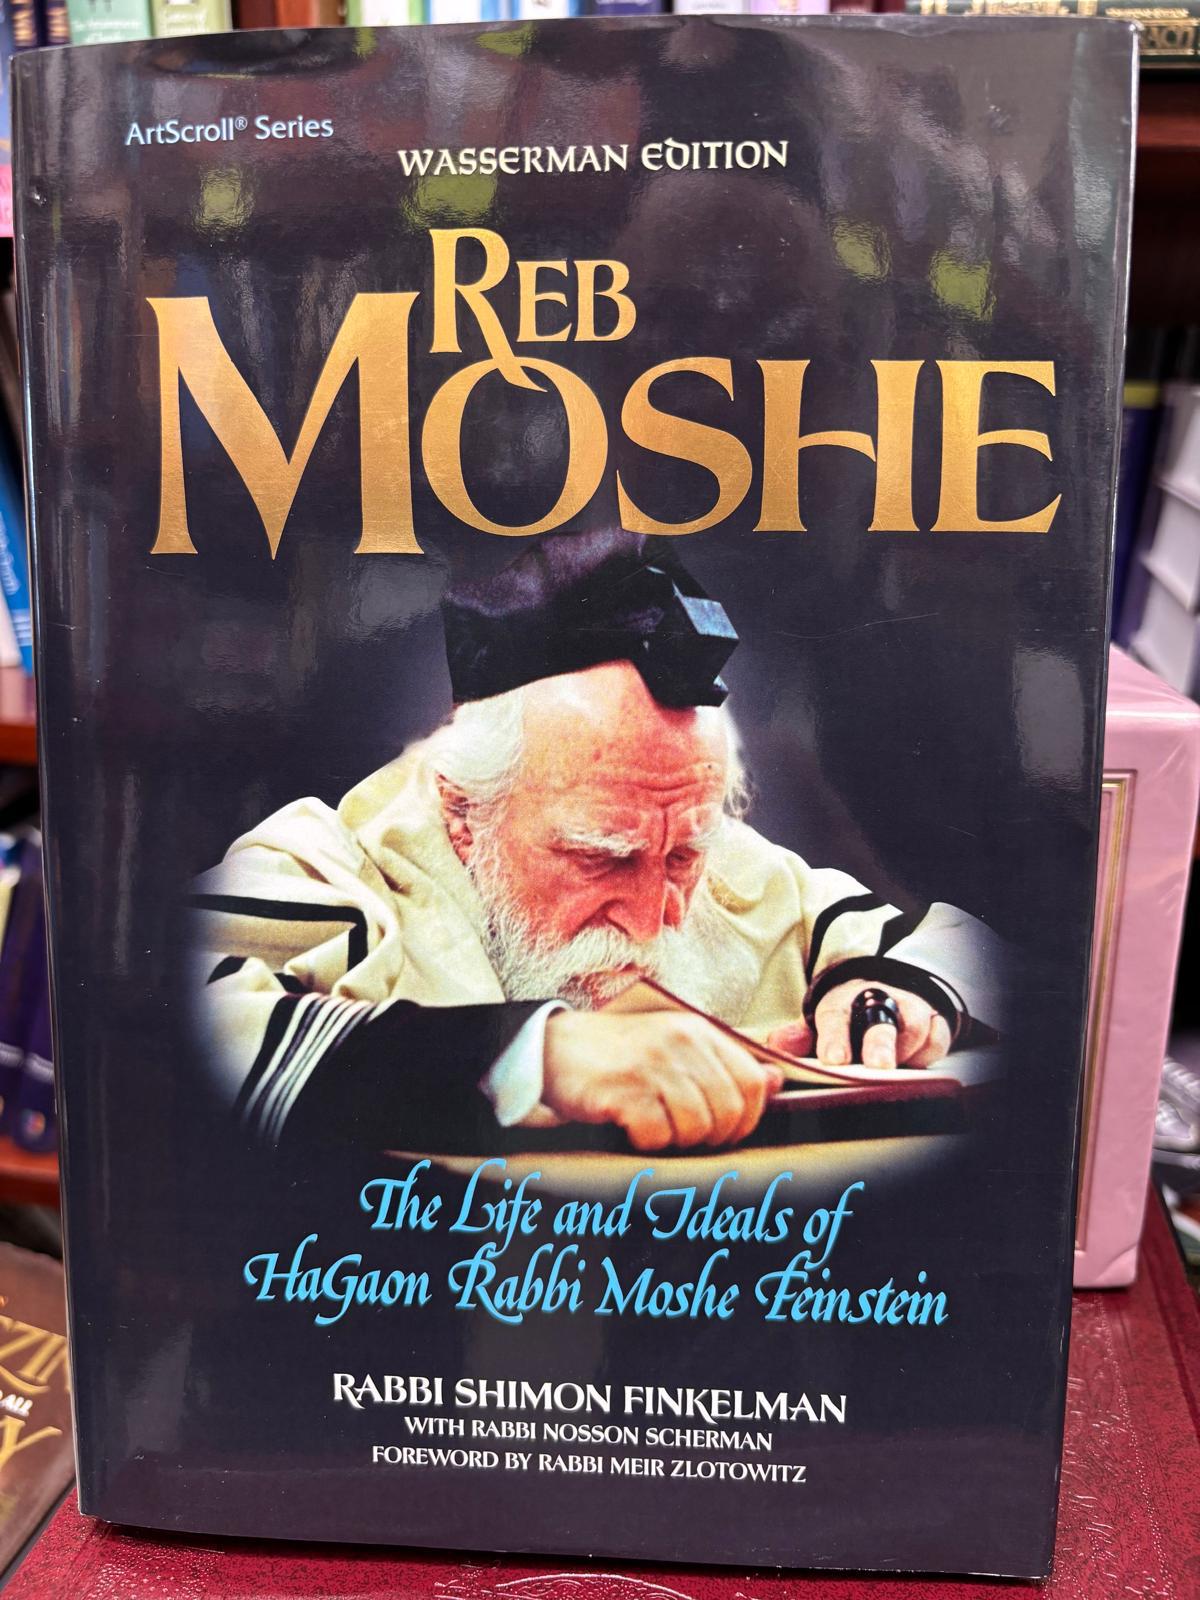 ArtScroll® Series
WASSERMAN EDITION
REB
MOSHE
The Life and Ideals of
HaGaon Rabbi Moshe Feinstein
RABBI SHIMON FINKELMAN
WITH RABBI NOSSON SCHERMAN
FOREWORD BY RABBI MEIR ZLOTOWITZ